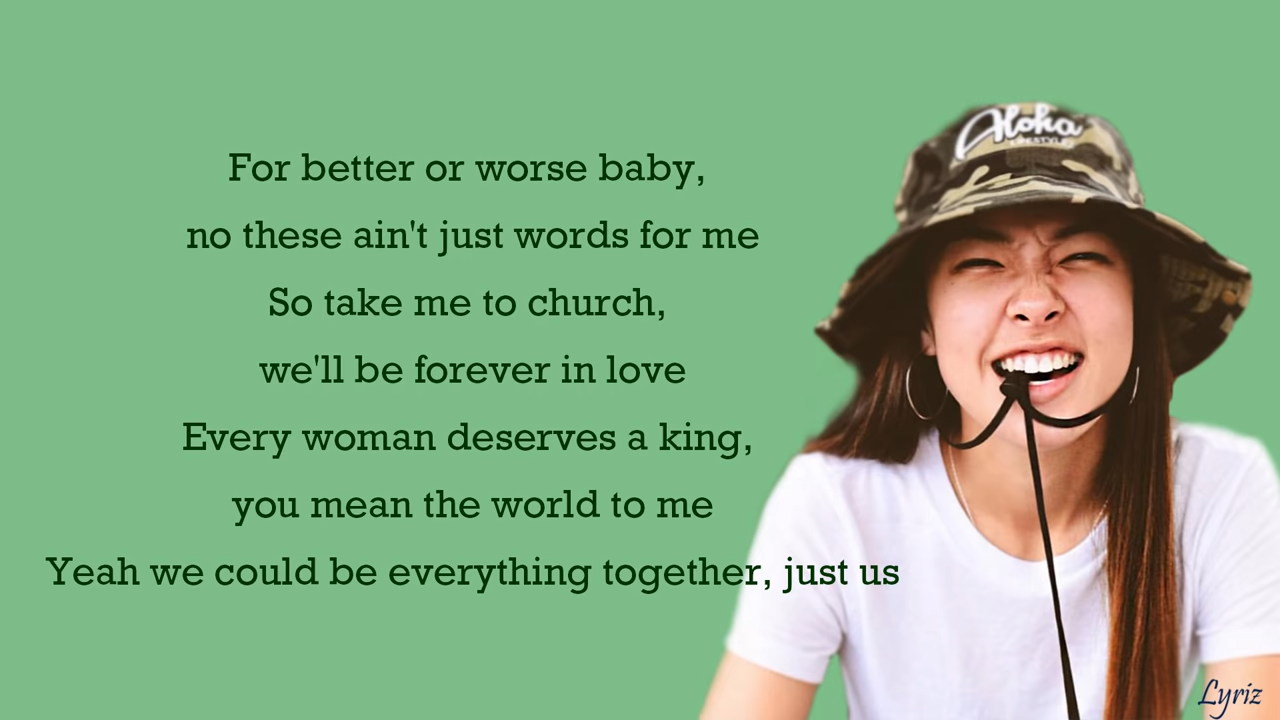 For better or worse baby,
no these ain't just words for me
So take me to church,
we'll be forever in love
Every woman deserves a king,
you mean the world to me
Yeah we could be everything together, just us
Aloha
LIFESTYLE
Lyriz